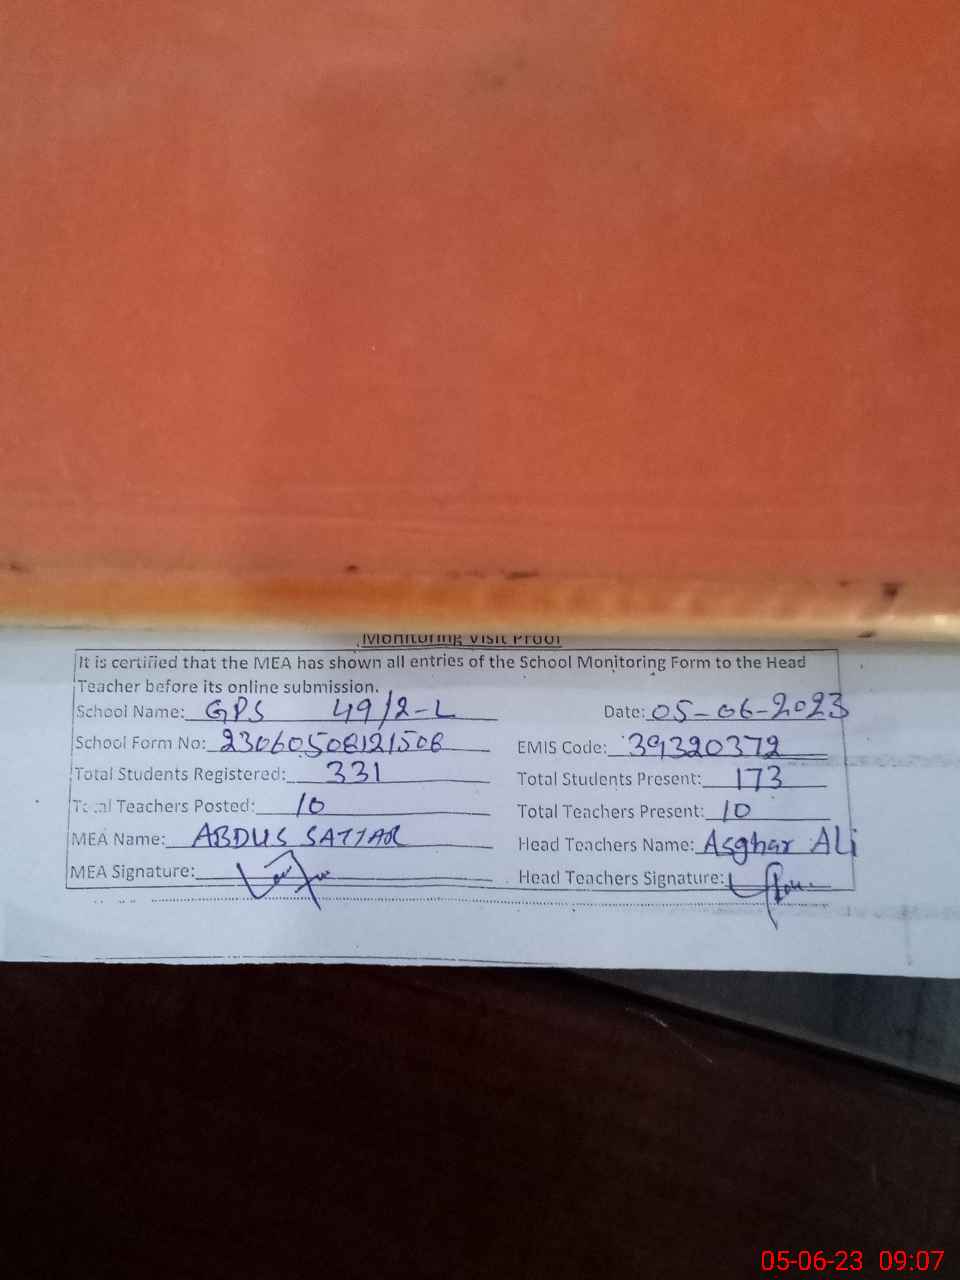 Monitoring Visit Proof
It is certified that the MEA has shown all entries of the School Monitoring Form to the Head
Teacher before its online submission.
School Name: GPS 49/2-L Date: 05-06-2023
School Form No: 23060508121508 EMIS Code: 39320372
Total Students Registered: 331 Total Students Present: 173
Total Teachers Posted: 10 Total Teachers Present: 10
MEA Name: ABDUS SATTAR Head Teachers Name: Asghar ALi
MEA Signature: Head Teachers Signature:
05-06-23 09:07